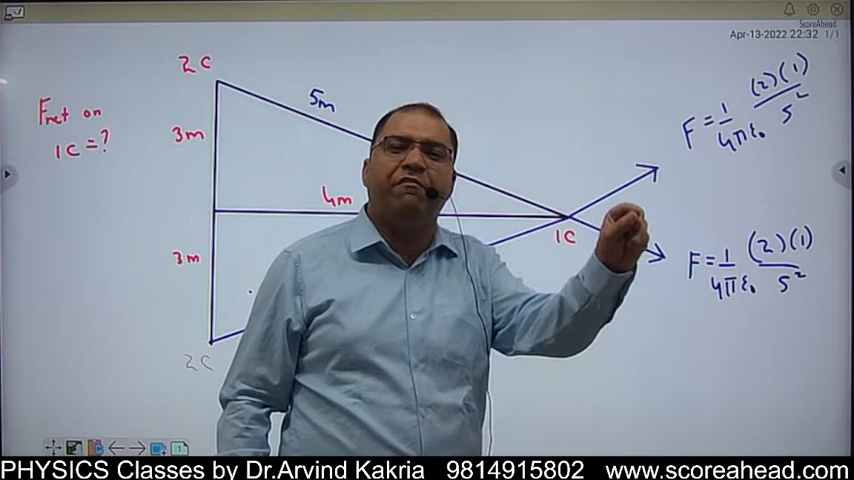 ScoreAhead
Apr-13-2022 22:32 1/1
2C
5m
F = 1/4πε₀ (2)(1)/5²
Fnet on
1C = ?
3m
4m
1C
F = 1/4πε₀ (2)(1)/5²
3m
2C
1
PHYSICS Classes by Dr.Arvind Kakria 9814915802 www.scoreahead.com